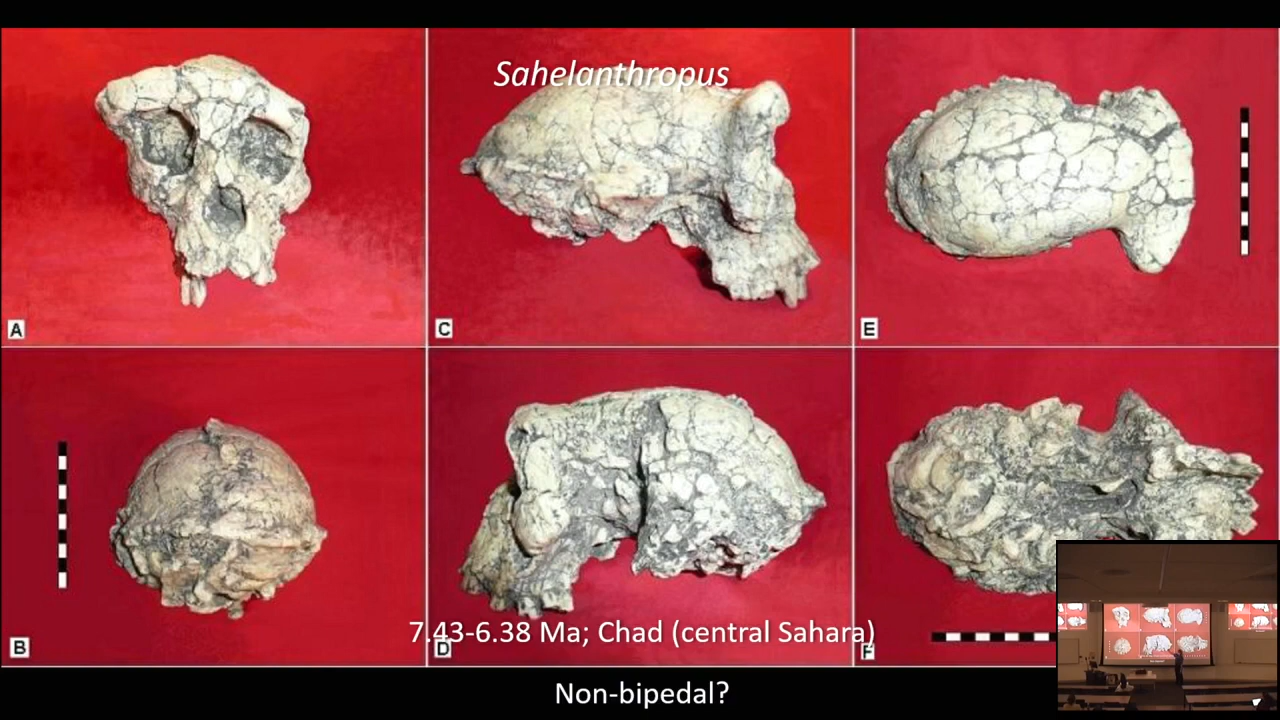 Sahelanthropus
A
C
E
B
D
F
7.43-6.38 Ma; Chad (central Sahara)
Non-bipedal?